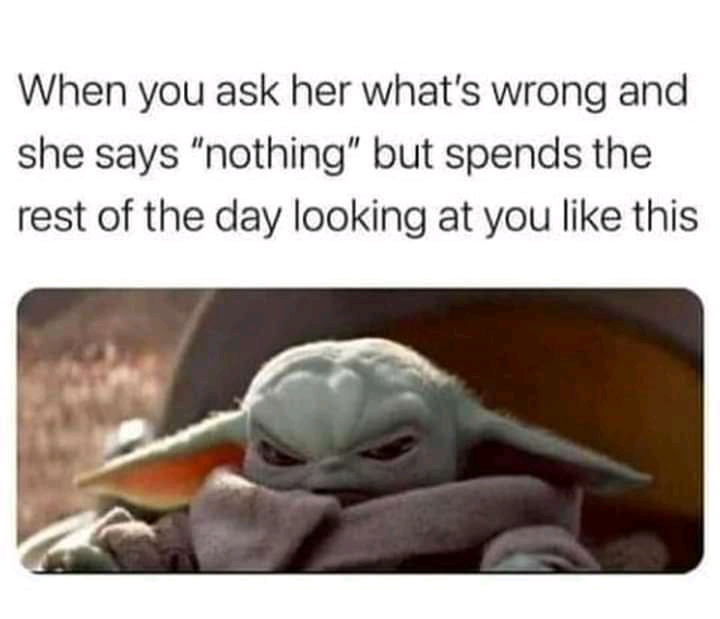 When you ask her what's wrong and
she says "nothing" but spends the
rest of the day looking at you like this